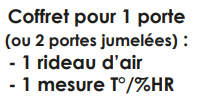 Coffret pour 1 porte
(ou 2 portes jumelées) :
- 1 rideau d'air
- 1 mesure T°/%HR